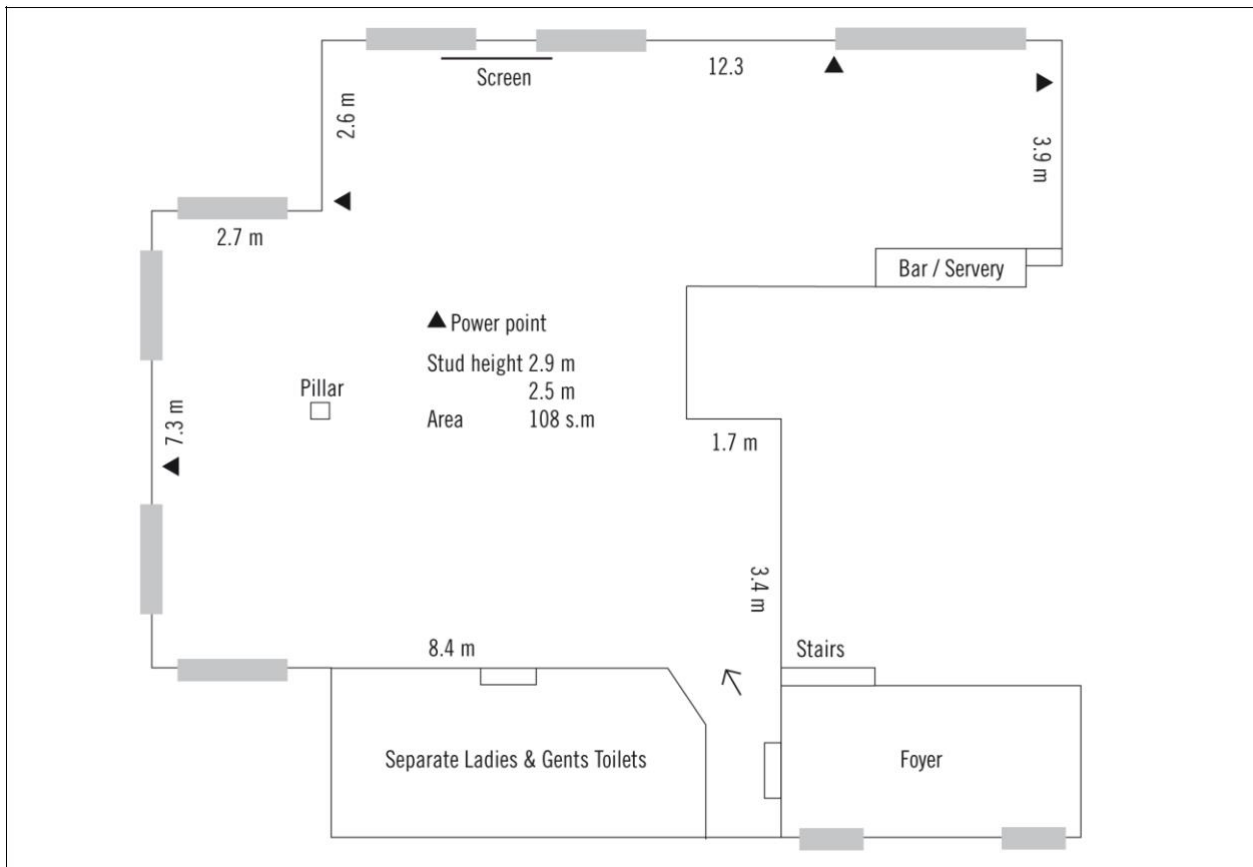 12.3
Screen
2.6 m
3.9 m
2.7 m
Bar / Servery
Power point
Stud height 2.9 m
2.5 m
Area 108 s.m
Pillar
7.3 m
1.7 m
3.4 m
8.4 m
Stairs
Separate Ladies & Gents Toilets
Foyer